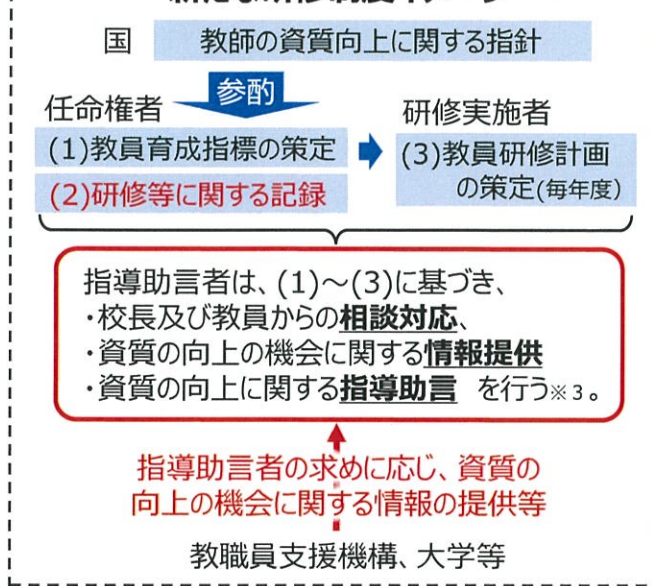 国 教師の資質向上に関する指針
参酌
任命権者
(1)教員育成指標の策定
(2)研修等に関する記録
研修実施者
(3)教員研修計画
の策定(毎年度)
指導助言者は、(1)～(3)に基づき、
・校長及び教員からの相談対応、
・資質の向上の機会に関する情報提供
・資質の向上に関する指導助言 を行う※3。
指導助言者の求めに応じ、資質の
向上の機会に関する情報の提供等
教職員支援機構、大学等